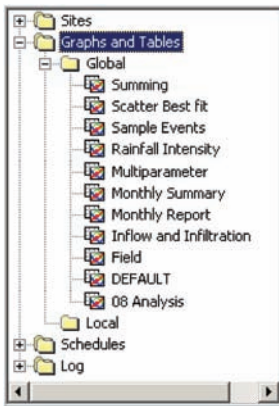 Sites
Graphs and Tables
Global
Summing
Scatter Best fit
Sample Events
Rainfall Intensity
Multiparameter
Monthly Summary
Monthly Report
Inflow and Infiltration
Field
DEFAULT
08 Analysis
Local
Schedules
Log